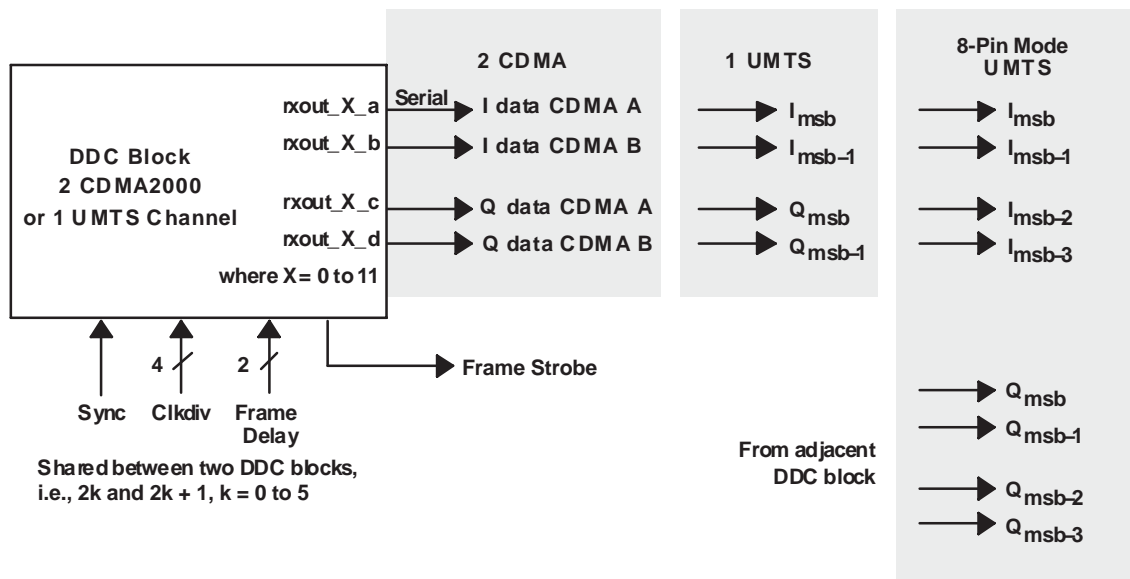 2 CDMA
1 UMTS
8-Pin Mode
UMTS
DDC Block
2 CDMA2000
or 1 UMTS Channel
rxout_X_a
rxout_X_b
rxout_X_c
rxout_X_d
where X = 0 to 11
Serial
I data CDMA A
I data CDMA B
Q data CDMA A
Q data CDMA B
Imsb
Imsb–1
Qmsb
Qmsb–1
Imsb
Imsb–1
Imsb–2
Imsb–3
4
2
Frame Strobe
Sync
Clkdiv
Frame
Delay
Shared between two DDC blocks,
i.e., 2k and 2k + 1, k = 0 to 5
From adjacent
DDC block
Qmsb
Qmsb–1
Qmsb–2
Qmsb–3